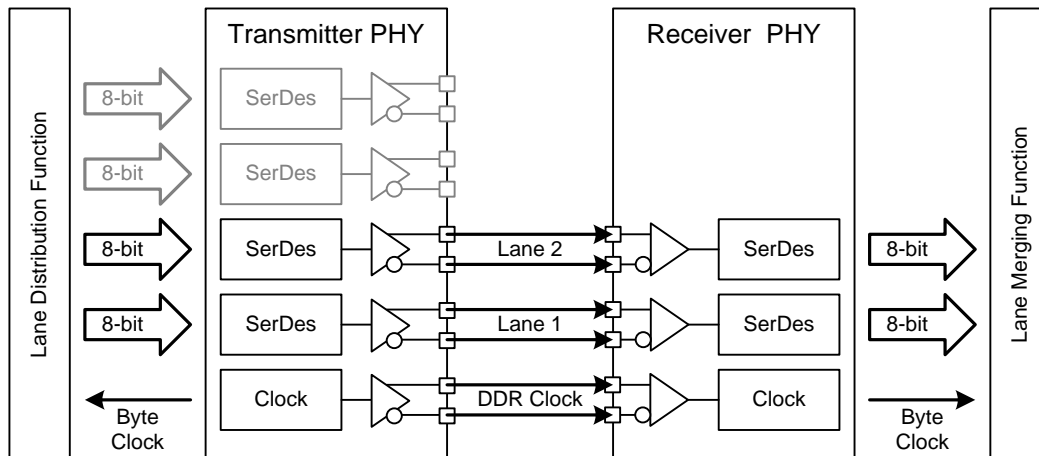 Transmitter PHY
Receiver PHY
8-bit
SerDes
8-bit
SerDes
8-bit
SerDes
Lane 2
SerDes
8-bit
8-bit
SerDes
Lane 1
SerDes
8-bit
Byte
Clock
Clock
DDR Clock
Clock
Byte
Clock
Lane Distribution Function
Lane Merging Function